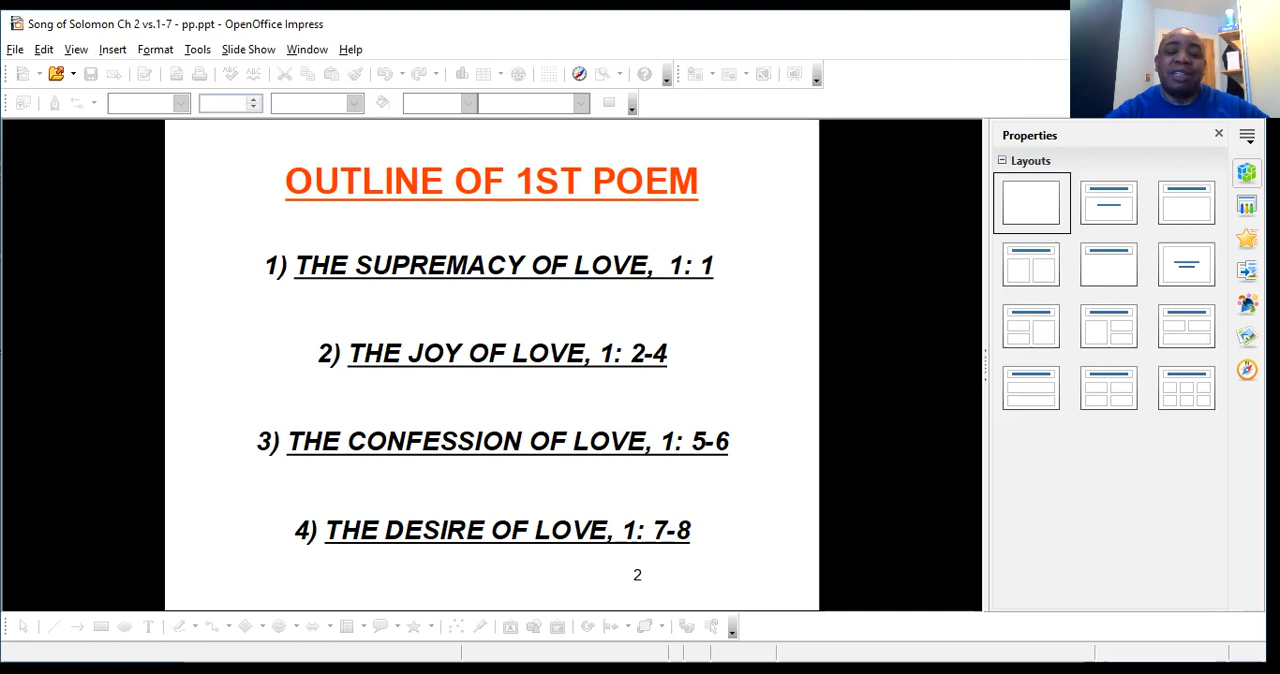 Song of Solomon Ch 2 vs.1-7 - pp.ppt - OpenOffice Impress
File Edit View Insert Format Tools Slide Show Window Help
Properties
Layouts
OUTLINE OF 1ST POEM
1) THE SUPREMACY OF LOVE, 1: 1
2) THE JOY OF LOVE, 1: 2-4
3) THE CONFESSION OF LOVE, 1: 5-6
4) THE DESIRE OF LOVE, 1: 7-8
2